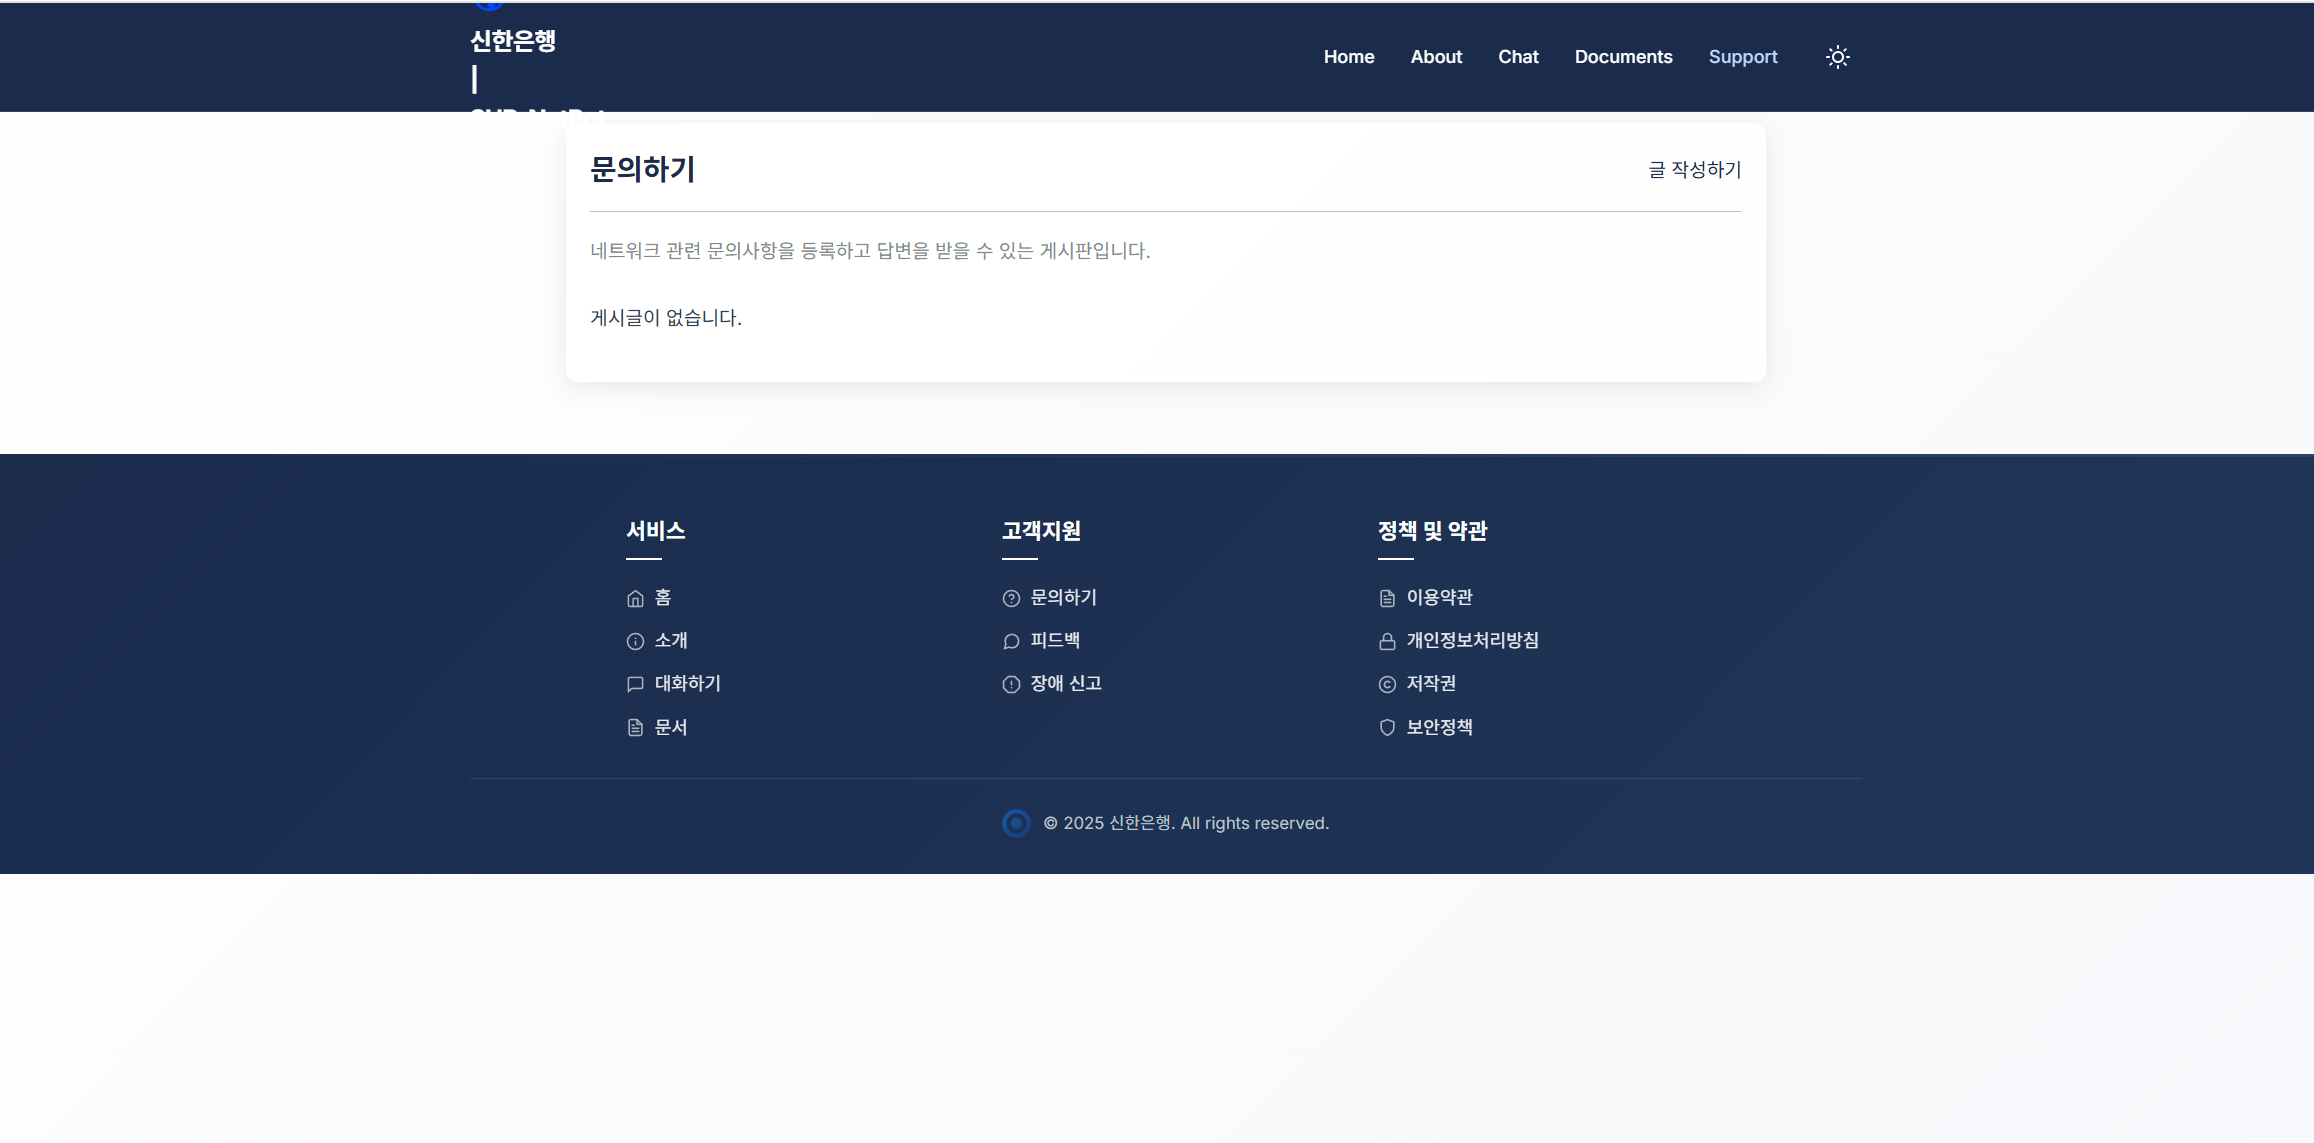 신한은행
|
Home
About
Chat
Documents
Support
문의하기
글 작성하기
네트워크 관련 문의사항을 등록하고 답변을 받을 수 있는 게시판입니다.
게시글이 없습니다.
서비스
홈
소개
대화하기
문서
고객지원
문의하기
피드백
장애 신고
정책 및 약관
이용약관
개인정보처리방침
저작권
보안정책
© 2025 신한은행. All rights reserved.